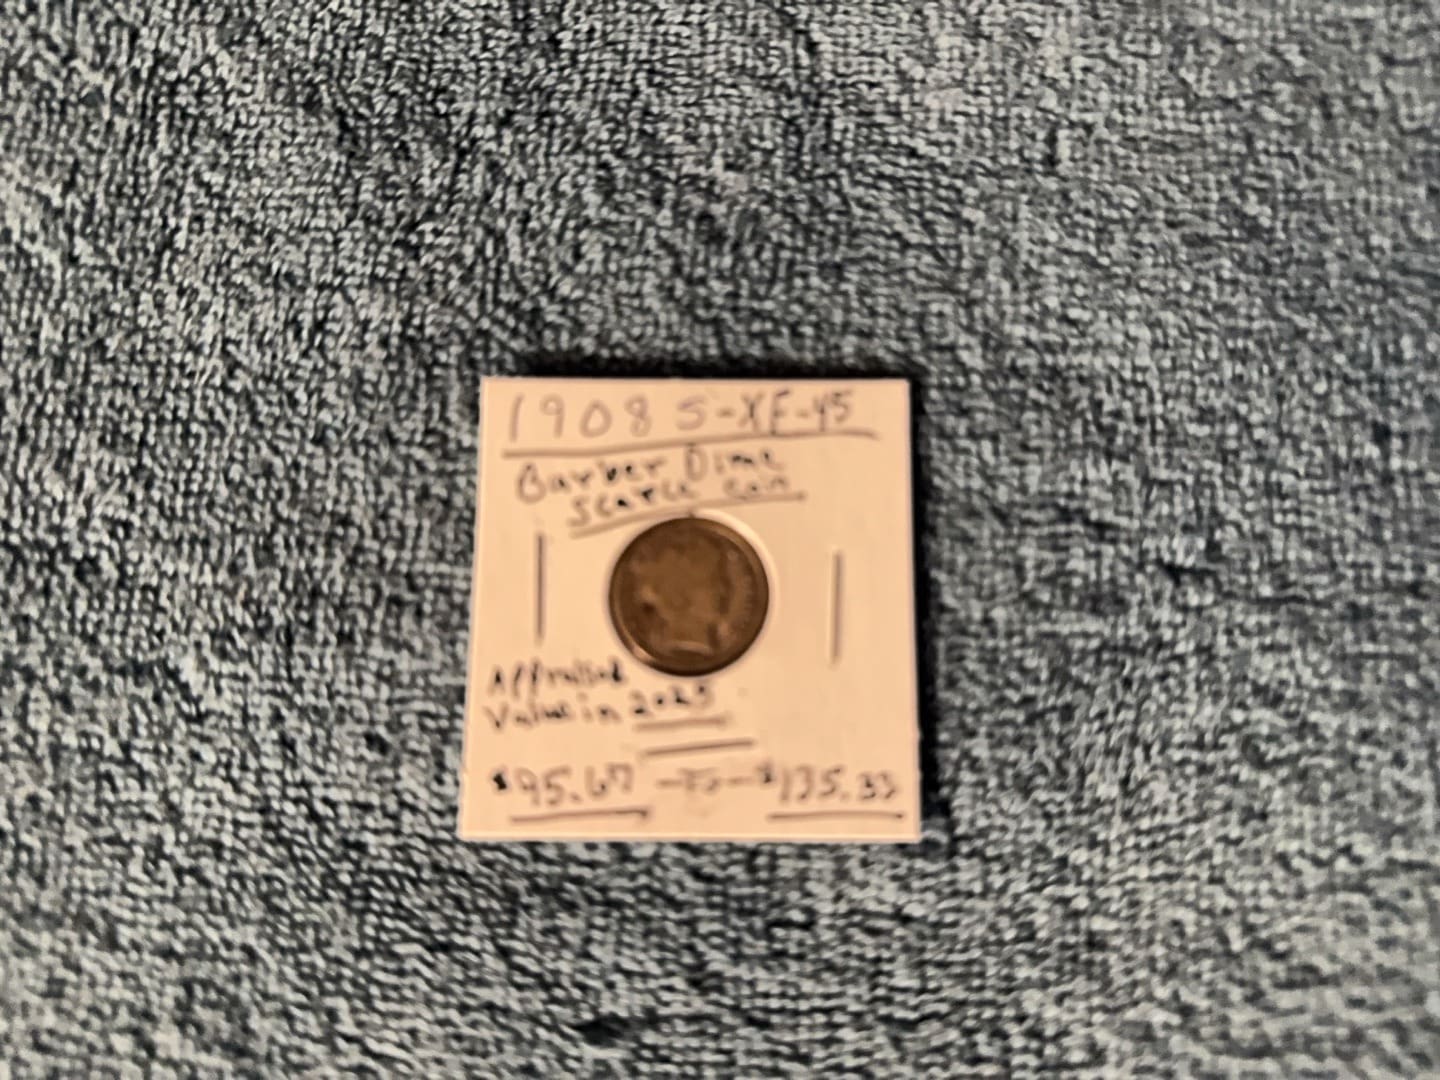 1908 S-XF-45
Barber Dime
scarce coin
Appraised
Value in 2025
$95.67 -To-$135.33